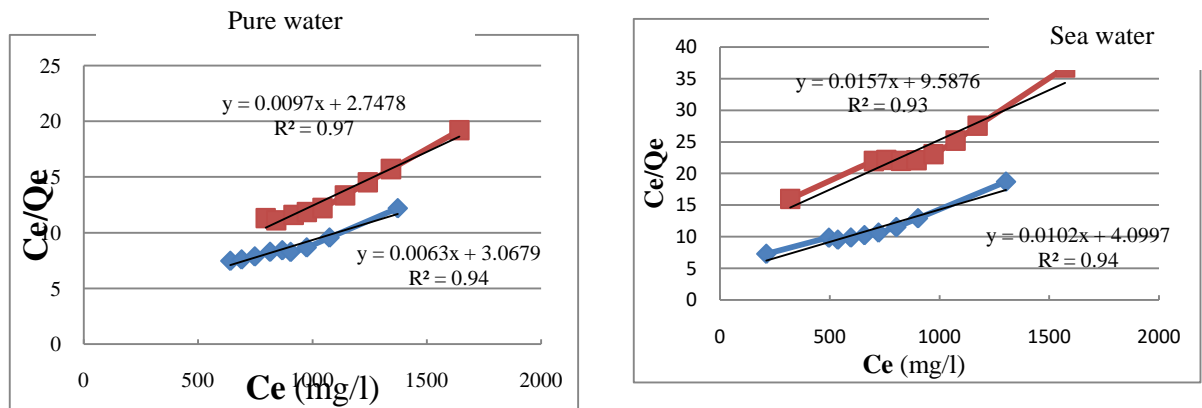 Pure water
25
20
15
10
5
0
Ce/Qe
y = 0.0097x + 2.7478
R² = 0.97
y = 0.0063x + 3.0679
R² = 0.94
0 500 1000 1500 2000
Ce (mg/l)
Sea water
40
35
30
25
20
15
10
5
0
Ce/Qe
y = 0.0157x + 9.5876
R² = 0.93
y = 0.0102x + 4.0997
R² = 0.94
0 500 1000 1500 2000
Ce (mg/l)